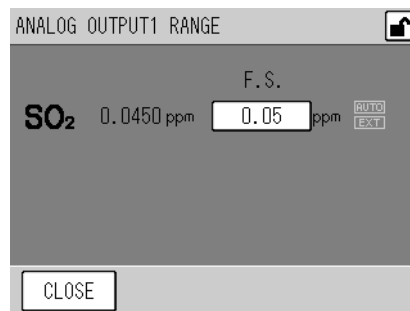 ANALOG OUTPUT1 RANGE
F.S.
SO₂ 0.0450 ppm 0.05 ppm AUTO
EXT
CLOSE